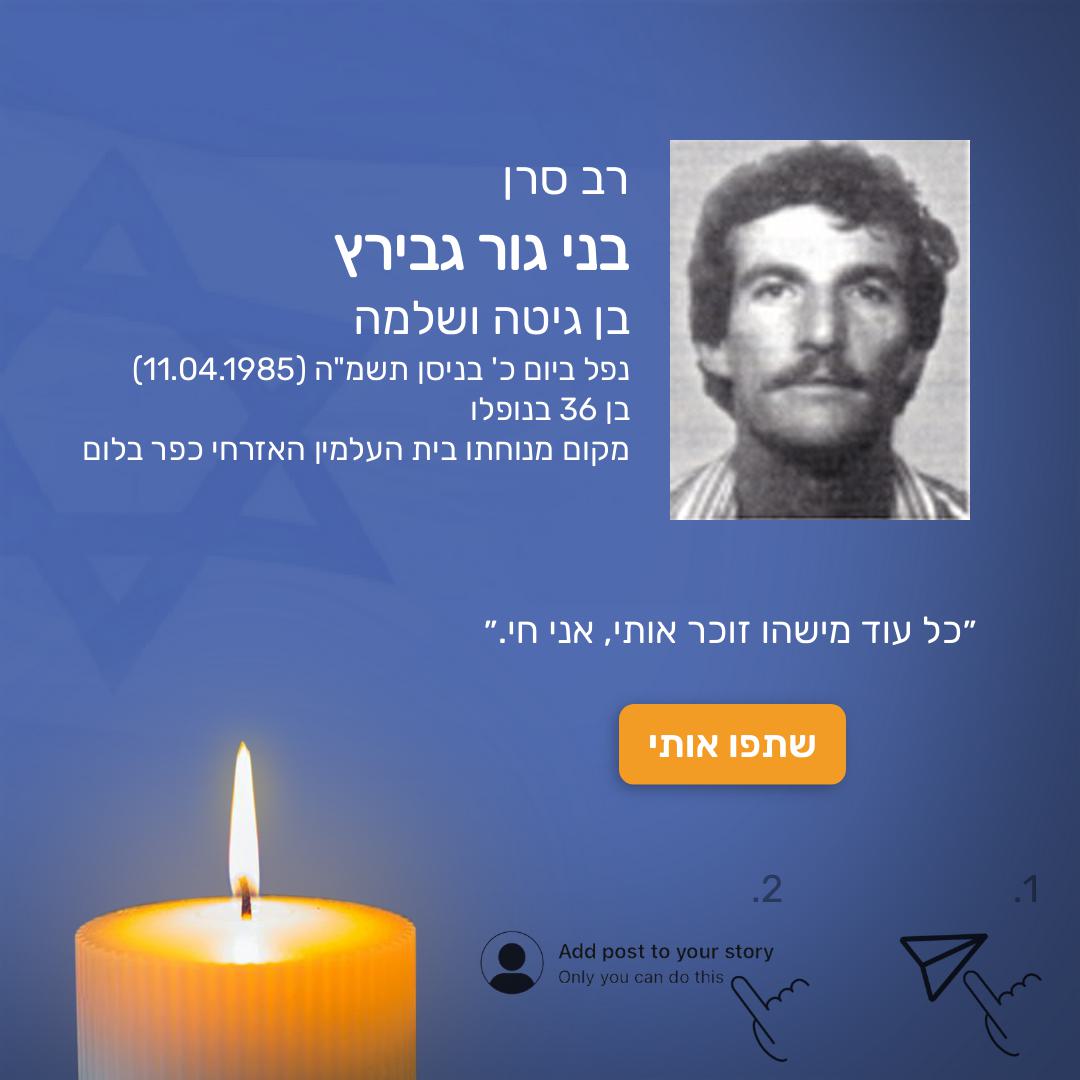 רב סרן
בני גור גבירץ
בן גיטה ושלמה
נפל ביום כ' בניסן תשמ"ה (11.04.1985)
בן 36 בנופלו
מקום מנוחתו בית העלמין האזרחי כפר בלום
״כל עוד מישהו זוכר אותי, אני חי.״
שתפו אותי
1.
2.
Add post to your story
Only you can do this